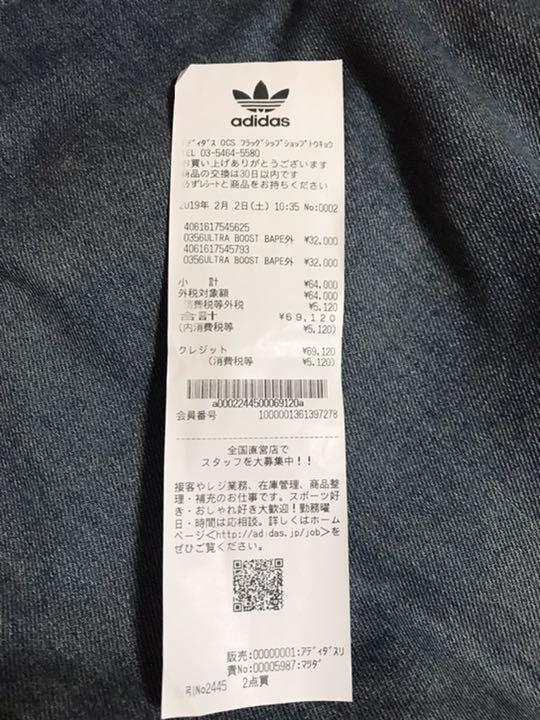 adidas
アディダス OCS フラッグシップショップトウキョウ
TEL 03-5464-5580
お買い上げありがとうございます
商品の交換は30日以内です
必ずレシートと商品をお持ちください
2019年 2月 2日(土) 10:35 No:0002
4061617545625
0356ULTRA BOOST BAPE外 ¥32,000
4061617545793
0356ULTRA BOOST BAPE外 ¥32,000
小 計 ¥64,000
外税対象額 ¥64,000
消費税等外税 ¥5,120
合計 ¥69,120
(内消費税等 ¥5,120)
クレジット ¥69,120
(消費税等 ¥5,120)
a0002244500069120a
会員番号 1000001361397278
全国直営店で
スタッフを大募集中!!
接客やレジ業務、在庫管理、商品整
理・補充のお仕事です。スポーツ好
き・おしゃれ好き大歓迎!勤務曜
日・時間は応相談。詳しくはホーム
ページ<http://adidas.jp/job>を
ぜひご覧ください。
販売:00000001:アディダスリ
責No:00005987:マツダ
引No2445 2点買